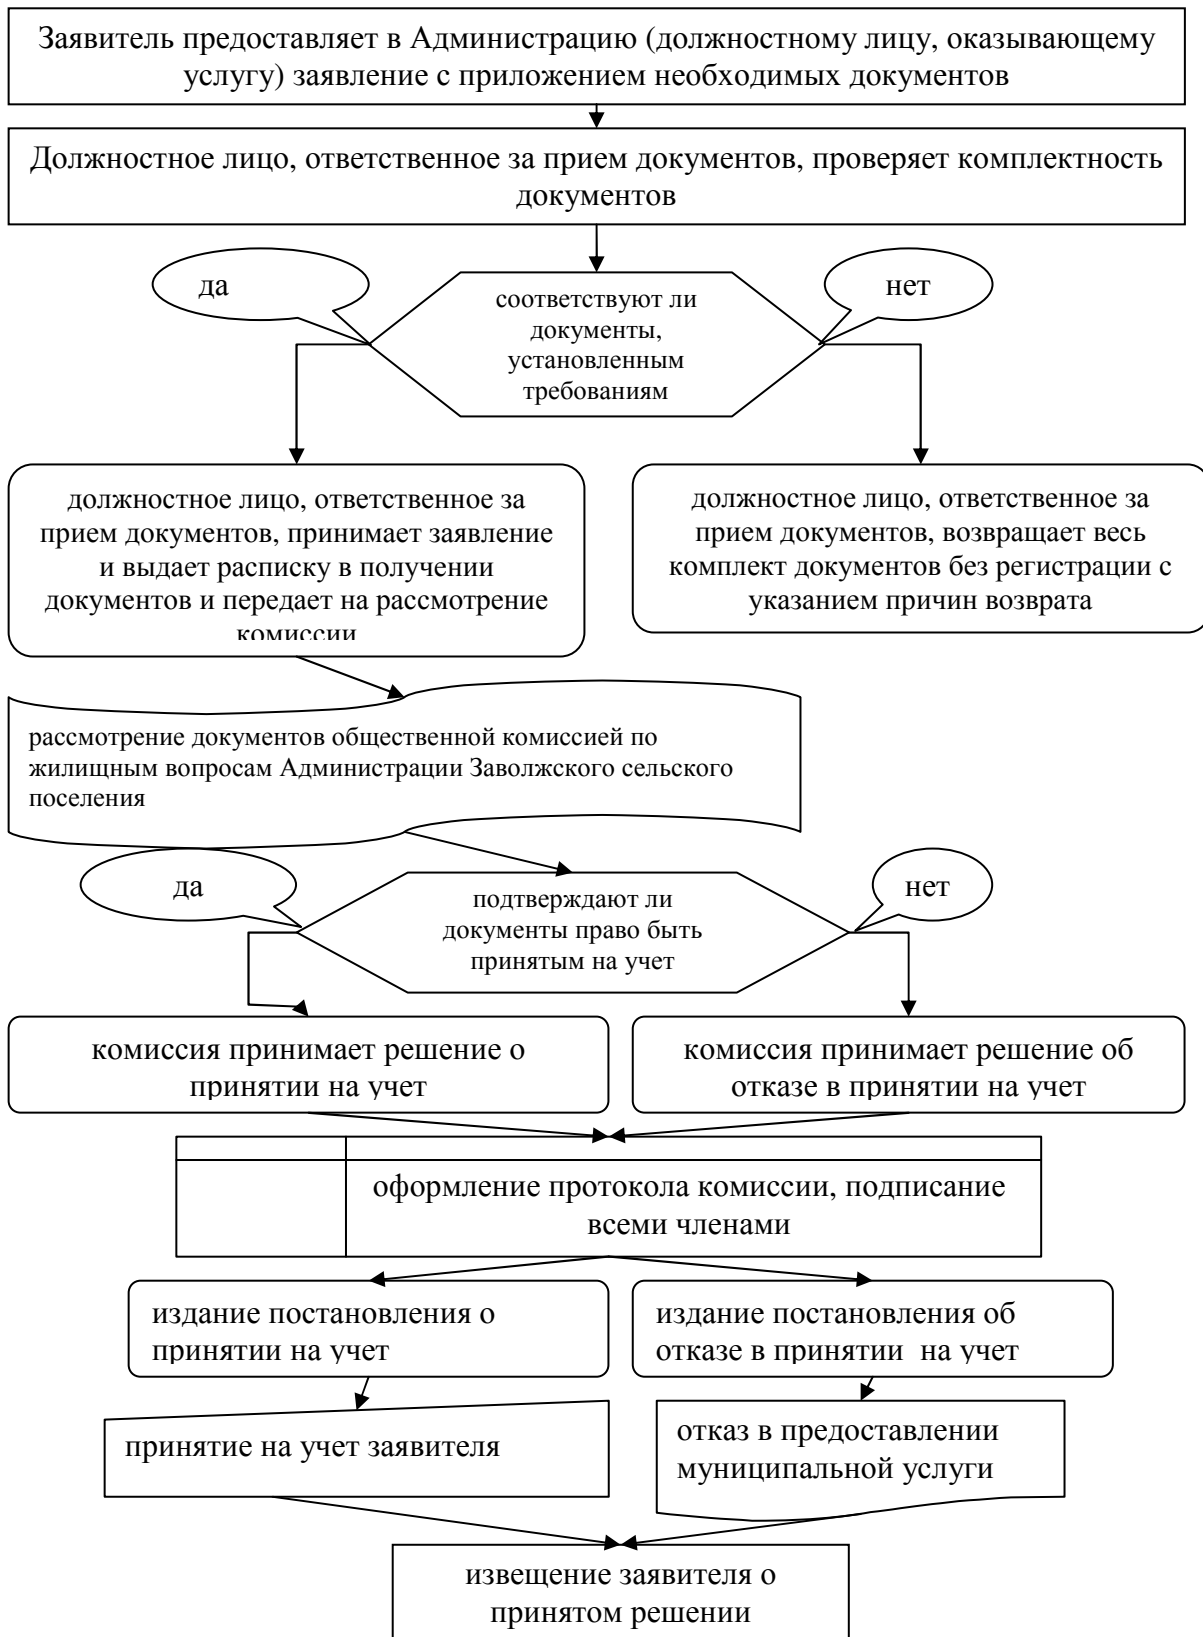 Заявитель предоставляет в Администрацию (должностному лицу, оказывающему
услугу) заявление с приложением необходимых документов
Должностное лицо, ответственное за прием документов, проверяет комплектность
документов
да
нет
соответствуют ли
документы,
установленным
требованиям
должностное лицо, ответственное за
прием документов, принимает заявление
и выдает расписку в получении
документов и передает на рассмотрение
комиссии
должностное лицо, ответственное за
прием документов, возвращает весь
комплект документов без регистрации с
указанием причин возврата
рассмотрение документов общественной комиссией по
жилищным вопросам Администрации Заволжского сельского
поселения
да
нет
подтверждают ли
документы право быть
принятым на учет
комиссия принимает решение о
принятии на учет
комиссия принимает решение об
отказе в принятии на учет
оформление протокола комиссии, подписание
всеми членами
издание постановления о
принятии на учет
издание постановления об
отказе в принятии  на учет
принятие на учет заявителя
отказ в предоставлении
муниципальной услуги
извещение заявителя о
принятом решении